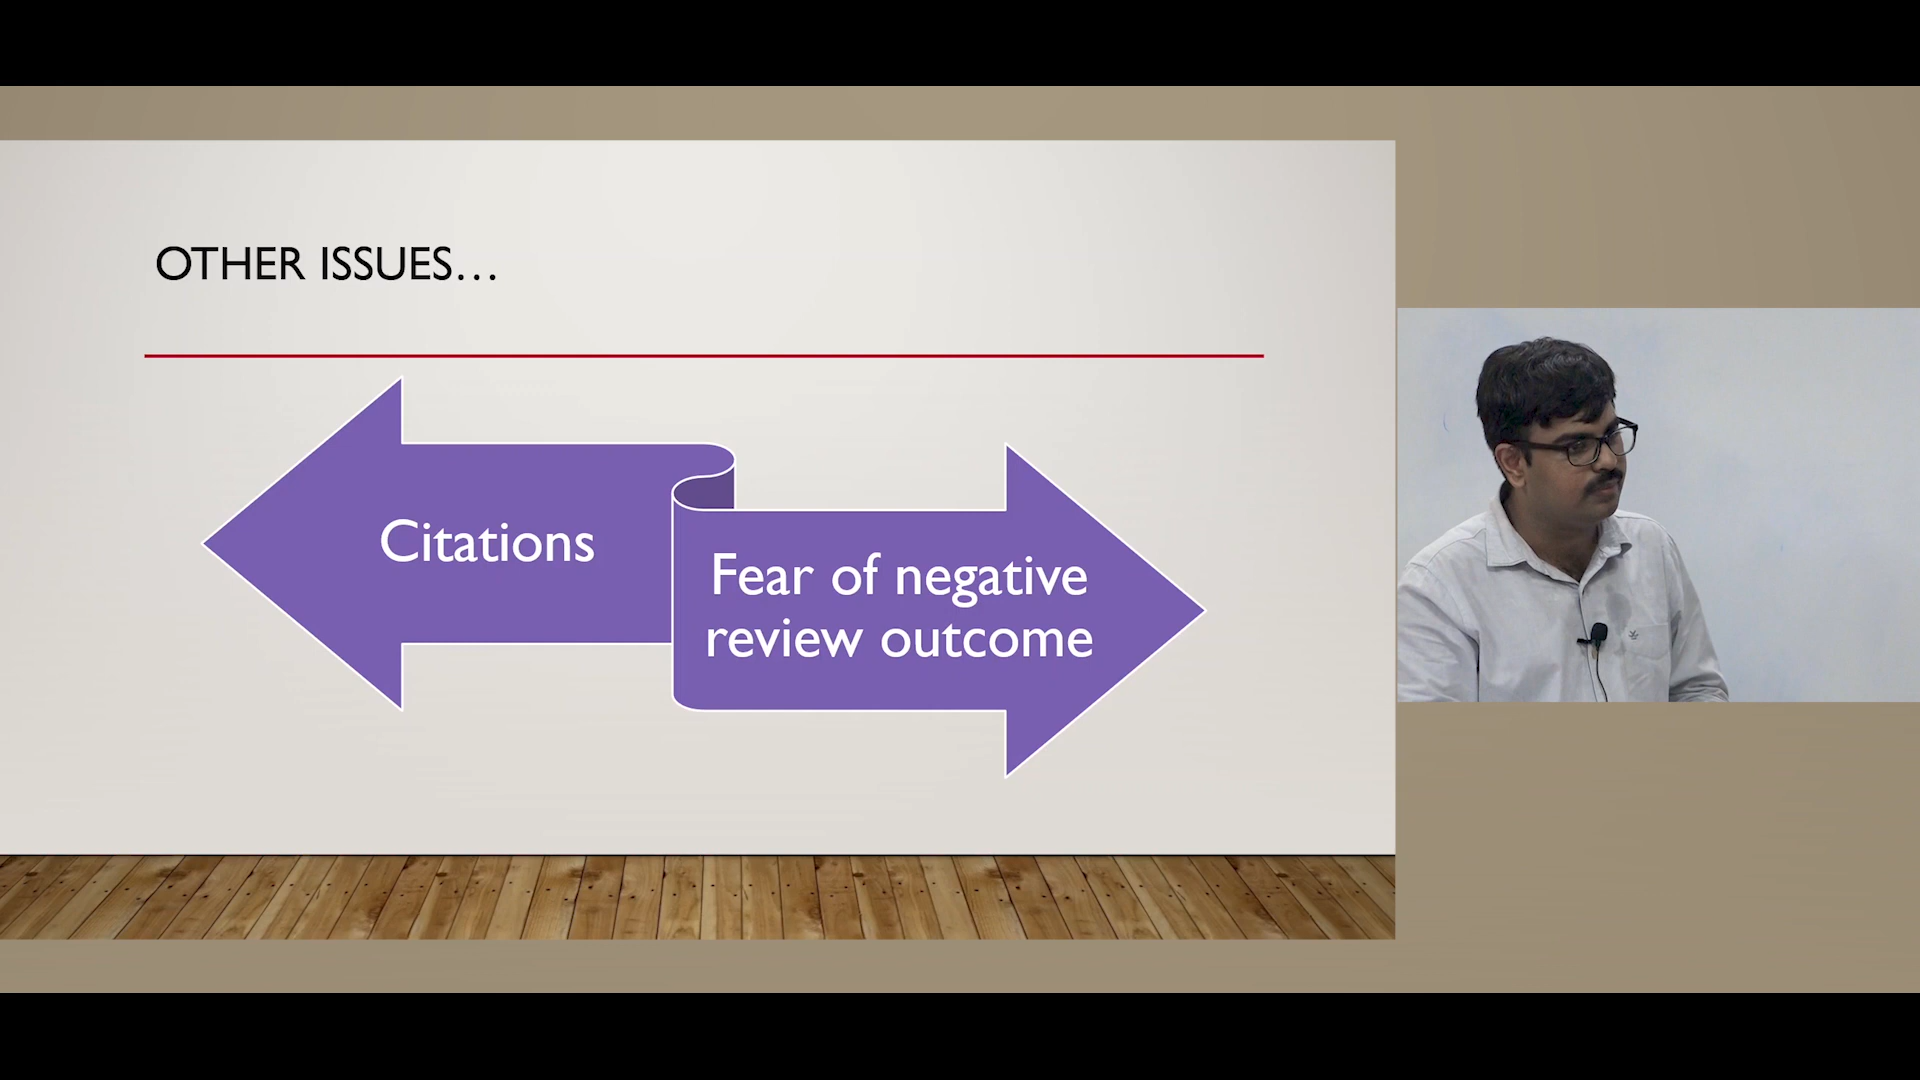 OTHER ISSUES…
Citations
Fear of negative
review outcome